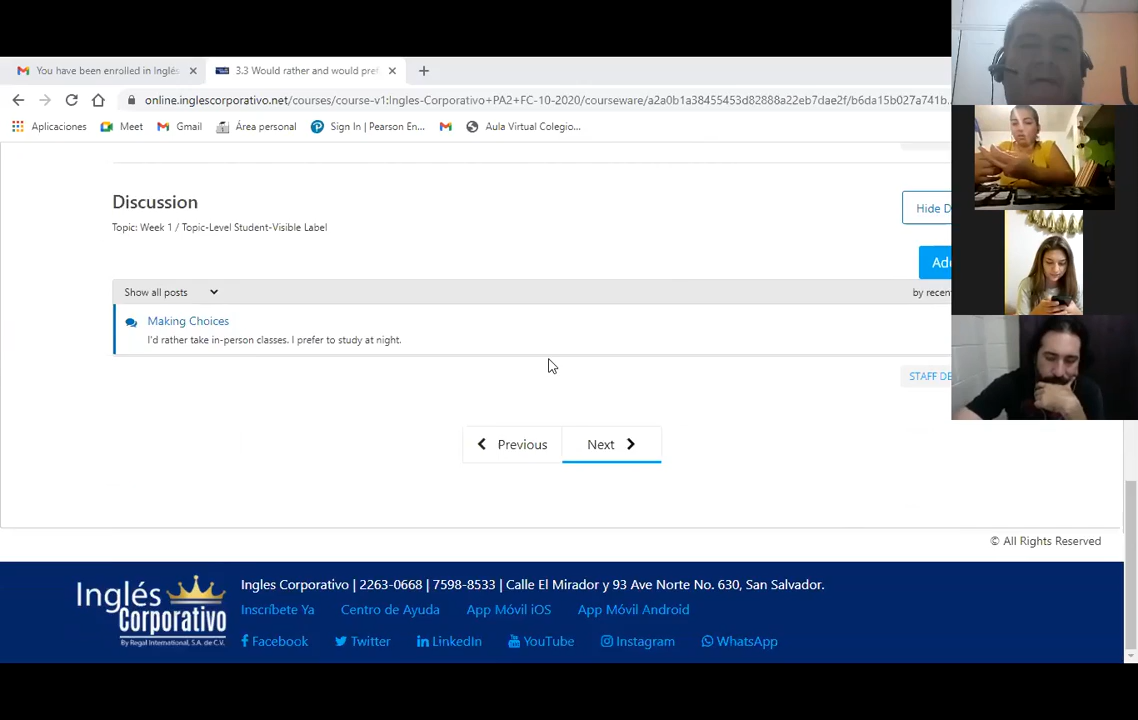 You have been enrolled in Inglés
3.3 Would rather and would pref
online.inglescorporativo.net/courses/course-v1:Ingles-Corporativo+PA2+FC-10-2020/courseware/a2a0b1a38455453d82888a22eb7dae2f/b6da15b027a741b...
Aplicaciones
Meet
Gmail
Área personal
Sign In | Pearson En...
Aula Virtual Colegio...
Discussion
Hide D
Topic: Week 1 / Topic-Level Student-Visible Label
Show all posts
by recen
Making Choices
I'd rather take in-person classes. I prefer to study at night.
STAFF DE
Previous
Next
© All Rights Reserved
Inglés Corporativo
By Regal International, S.A. de C.V.
Ingles Corporativo | 2263-0668 | 7598-8533 | Calle El Mirador y 93 Ave Norte No. 630, San Salvador.
Inscríbete Ya
Centro de Ayuda
App Móvil iOS
App Móvil Android
Facebook
Twitter
LinkedIn
YouTube
Instagram
WhatsApp